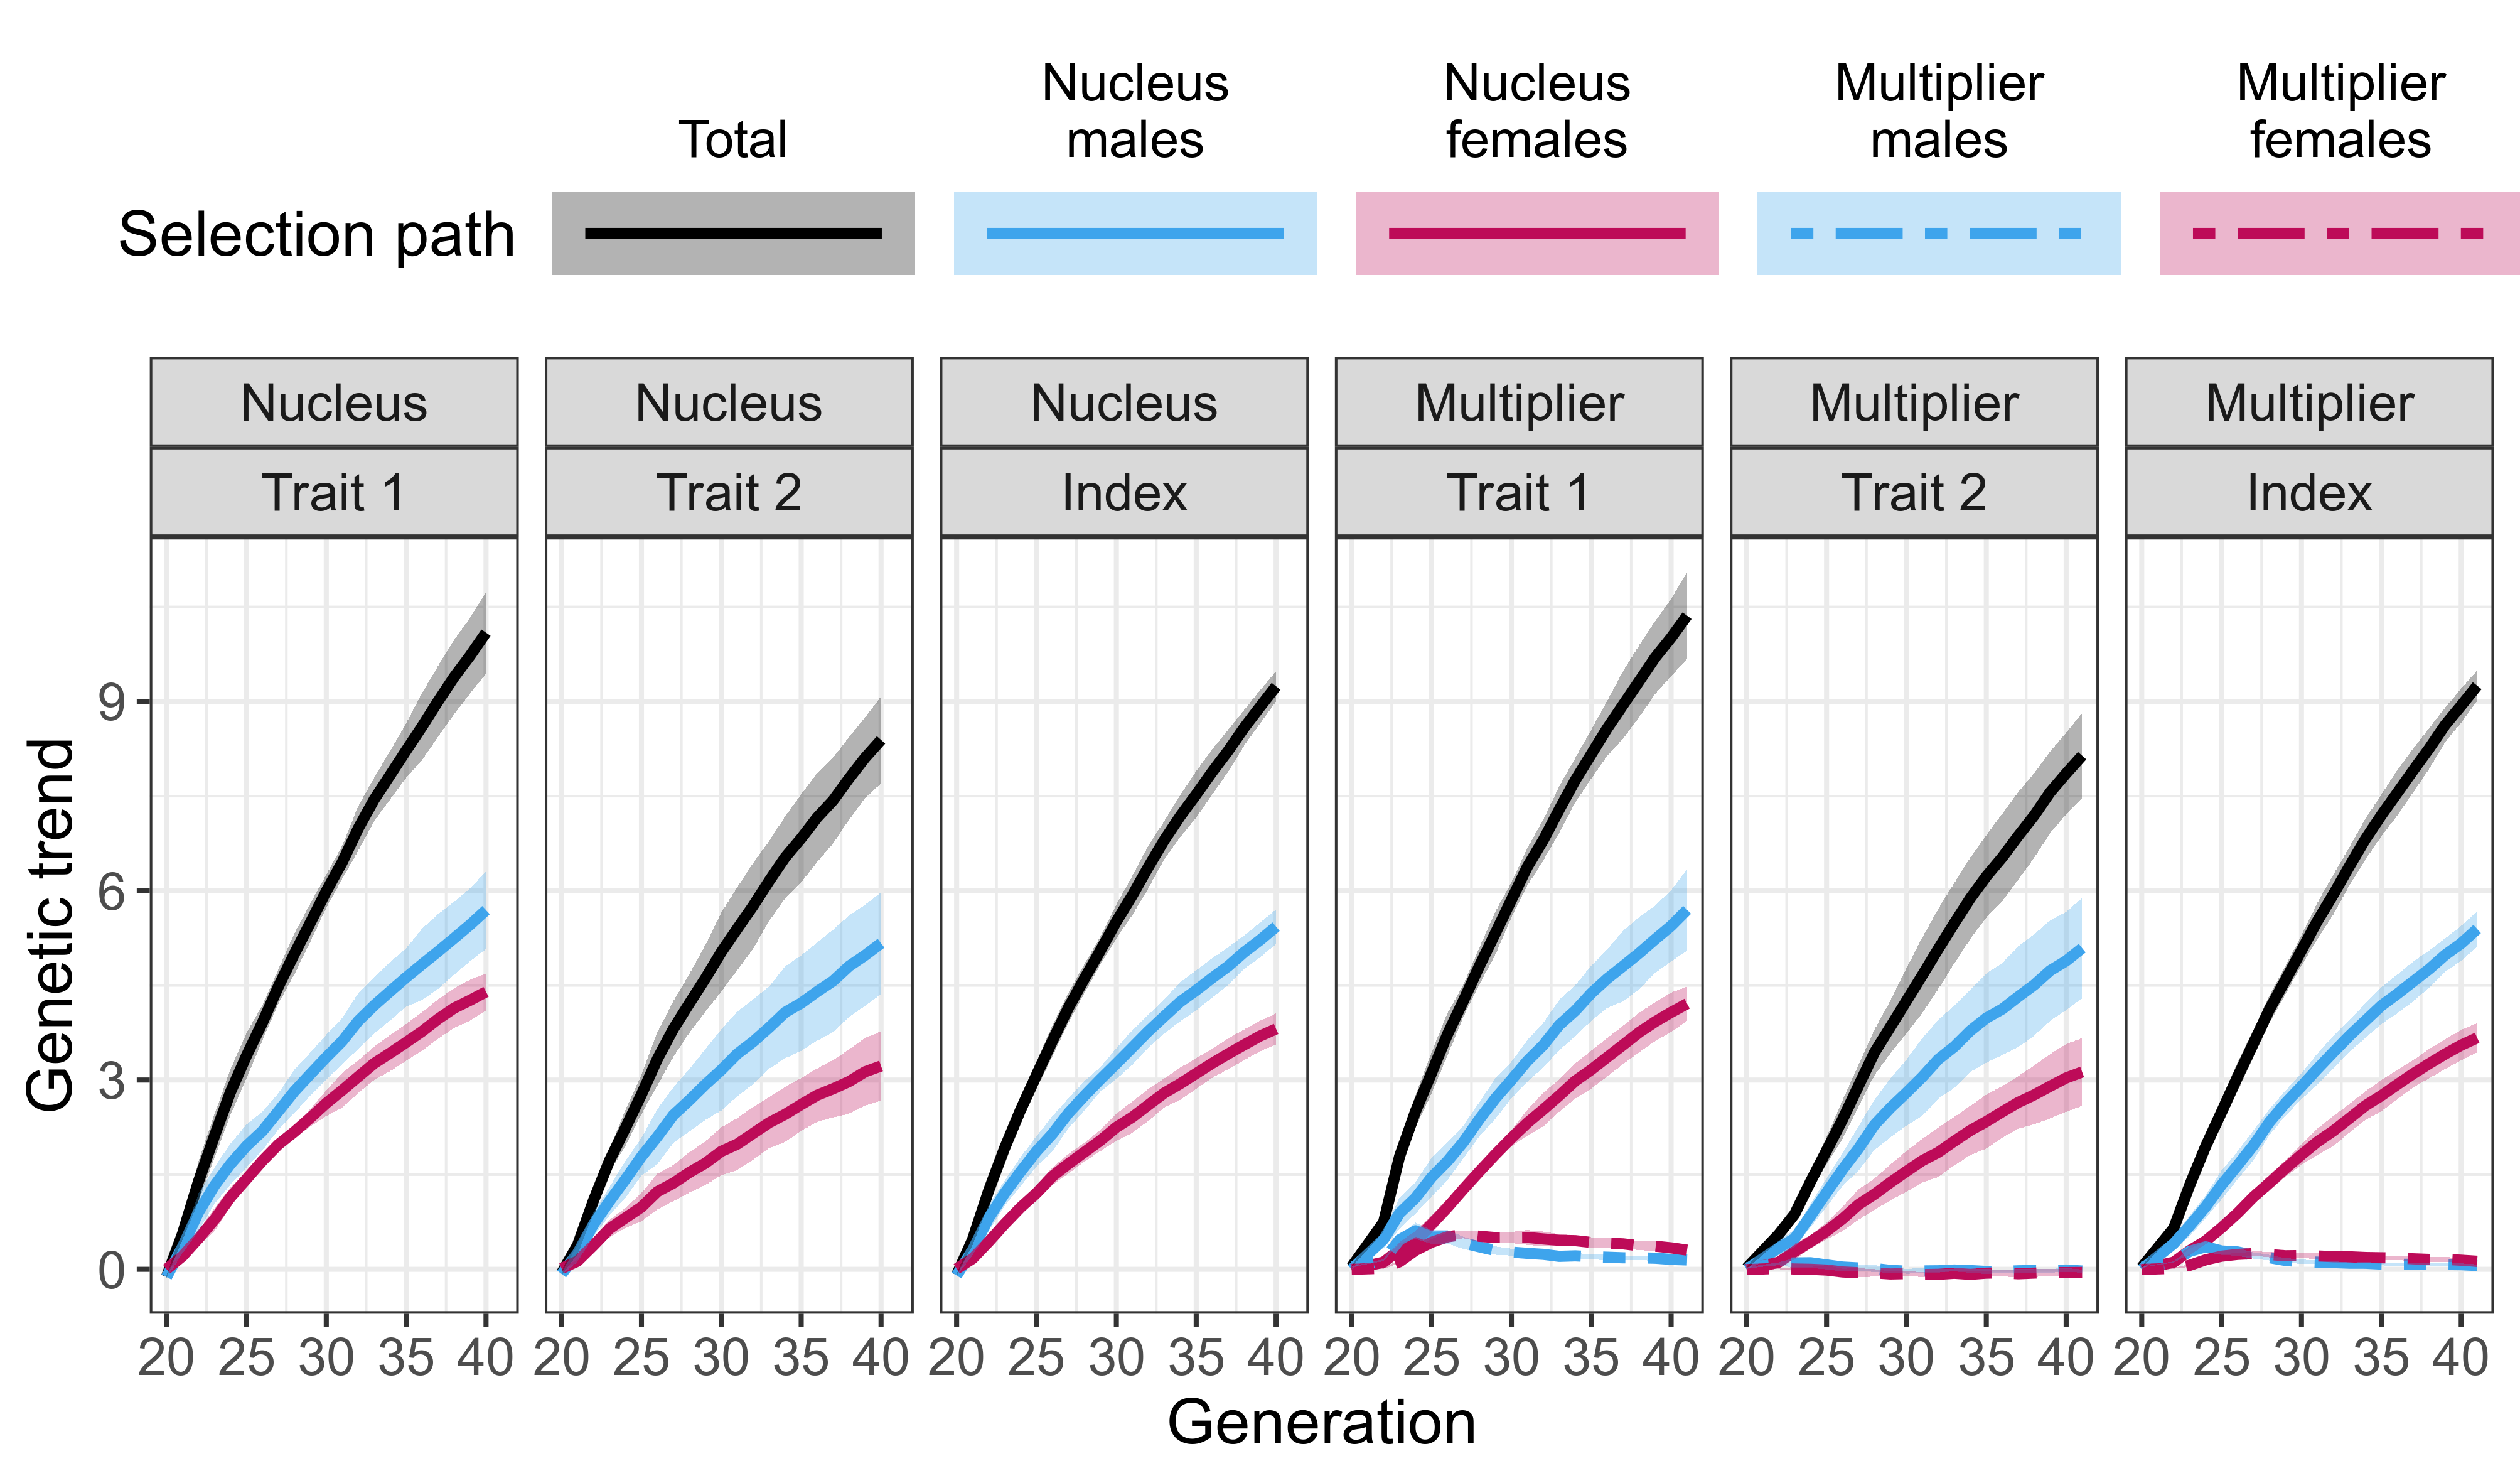 Nucleus Nucleus Multiplier Multiplier
Total males females males females
Selection path
Nucleus Nucleus Nucleus Multiplier Multiplier Multiplier
Trait 1 Trait 2 Index Trait 1 Trait 2 Index
9
6
3
0
Genetic trend
20 25 30 35 40 20 25 30 35 40 20 25 30 35 40 20 25 30 35 40 20 25 30 35 40 20 25 30 35 40
Generation